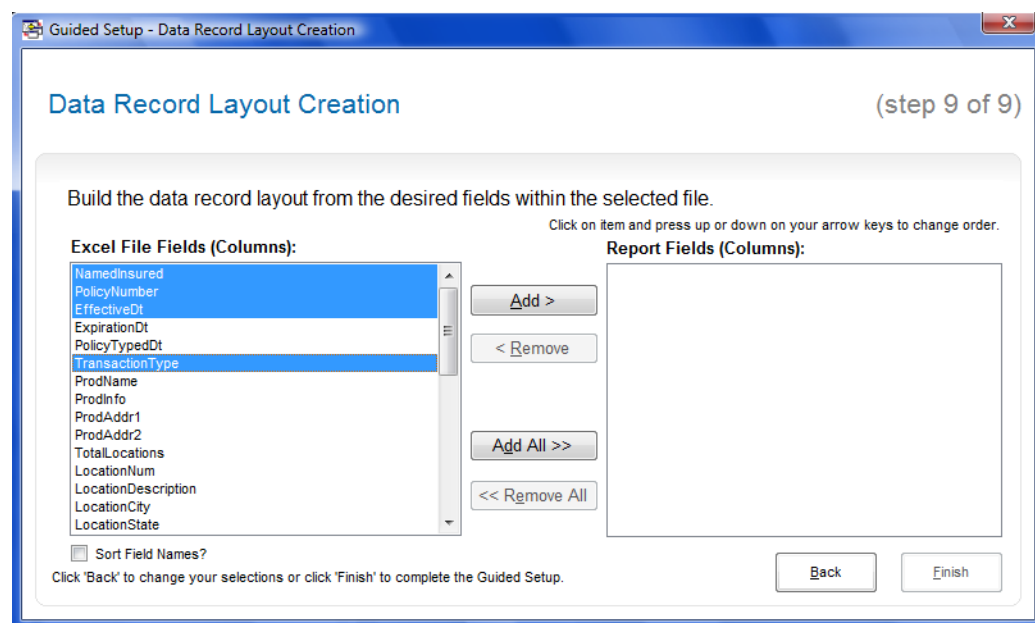 Guided Setup - Data Record Layout Creation
x
Data Record Layout Creation
(step 9 of 9)
Build the data record layout from the desired fields within the selected file.
Click on item and press up or down on your arrow keys to change order.
Excel File Fields (Columns):
Report Fields (Columns):
NamedInsured
PolicyNumber
EffectiveDt
ExpirationDt
PolicyTypedDt
TransactionType
ProdName
ProdInfo
ProdAddr1
ProdAddr2
TotalLocations
LocationNum
LocationDescription
LocationCity
LocationState
Add >
< Remove
Add All >>
<< Remove All
Sort Field Names?
Click 'Back' to change your selections or click 'Finish' to complete the Guided Setup.
Back
Finish